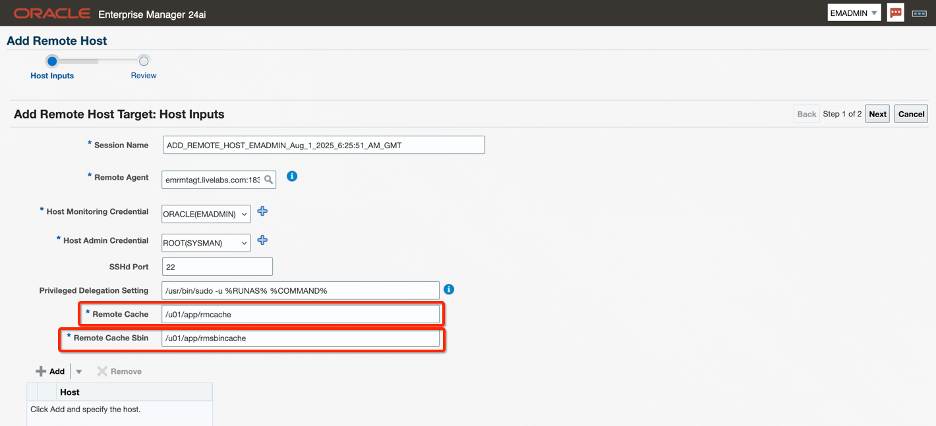 ORACLE Enterprise Manager 24ai EMADMIN
Add Remote Host
Host Inputs Review
Add Remote Host Target: Host Inputs Back Step 1 of 2 Next Cancel
* Session Name ADD_REMOTE_HOST_EMADMIN_Aug_1_2025_6:25:51_AM_GMT
* Remote Agent emrmtagt.livelabs.com:183
* Host Monitoring Credential ORACLE(EMADMIN)
* Host Admin Credential ROOT(SYSMAN)
SSHd Port 22
Privileged Delegation Setting /usr/bin/sudo -u %RUNAS% %COMMAND%
* Remote Cache /u01/app/rmcache
* Remote Cache Sbin /u01/app/rmsbincache
Add Remove
Host
Click Add and specify the host.